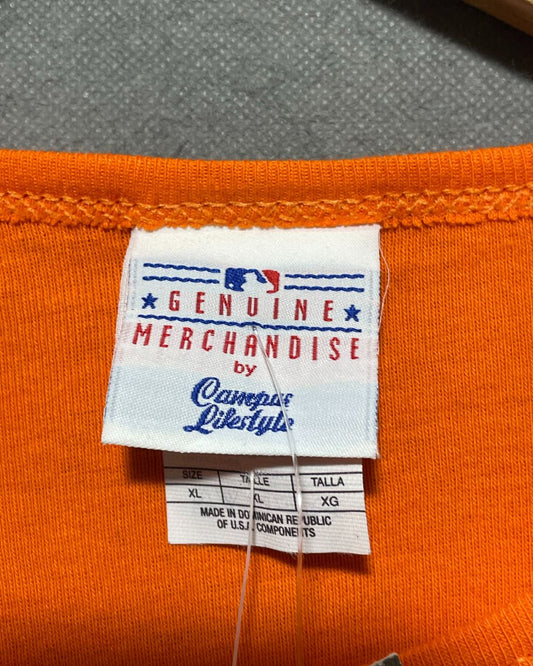 GENUINE
MERCHANDISE
by
Campus
Lifestyle
SIZE TAILLE TALLA
XL XL XG
MADE IN DOMINICAN REPUBLIC
OF U.S.A. COMPONENTS